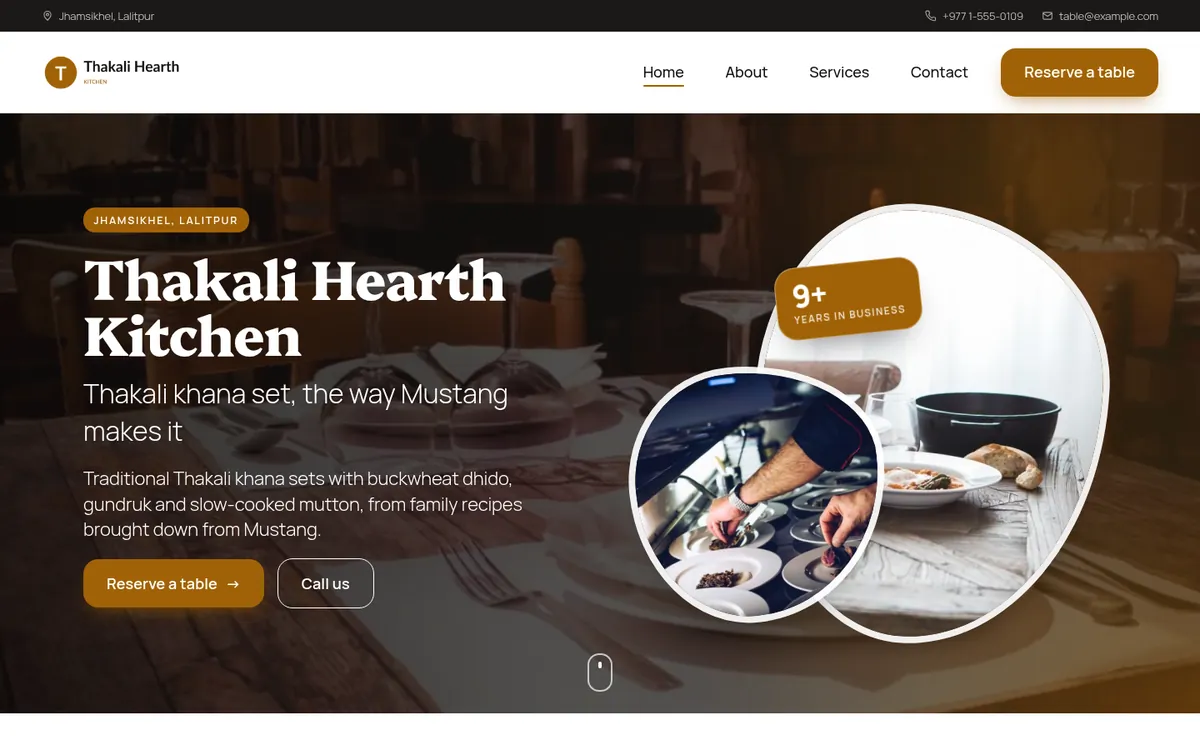 Jhamsikhel, Lalitpur
+977 1-555-0109
table@example.com
T
Thakali Hearth
KITCHEN
Home
About
Services
Contact
Reserve a table
JHAMSIKHEL, LALITPUR
Thakali Hearth
Kitchen
Thakali khana set, the way Mustang
makes it
Traditional Thakali khana sets with buckwheat dhido,
gundruk and slow-cooked mutton, from family recipes
brought down from Mustang.
Reserve a table →
Call us
9+
YEARS IN BUSINESS